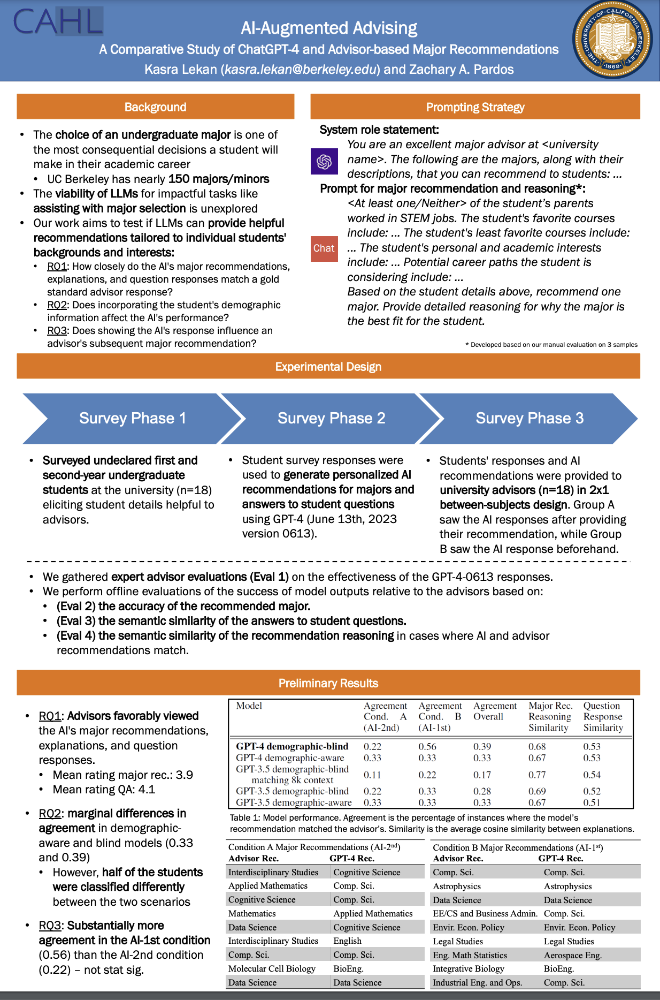 CAHL
AI-Augmented Advising
A Comparative Study of ChatGPT-4 and Advisor-based Major Recommendations
Kasra Lekan (kasra.lekan@berkeley.edu) and Zachary A. Pardos
THE·UNIVERSITY·OF·CALIFORNIA·BERKELEY
·1868·
Background
• The choice of an undergraduate major is one of
the most consequential decisions a student will
make in their academic career
• UC Berkeley has nearly 150 majors/minors
• The viability of LLMs for impactful tasks like
assisting with major selection is unexplored
• Our work aims to test if LLMs can provide helpful
recommendations tailored to individual students'
backgrounds and interests:
• RQ1: How closely do the AI's major recommendations,
explanations, and question responses match a gold
standard advisor response?
• RQ2: Does incorporating the student's demographic
information affect the AI's performance?
• RQ3: Does showing the AI's response influence an
advisor's subsequent major recommendation?
Prompting Strategy
System role statement:
You are an excellent major advisor at <university
name>. The following are the majors, along with their
descriptions, that you can recommend to students: ...
Prompt for major recommendation and reasoning*:
<At least one/Neither> of the student’s parents
worked in STEM jobs. The student's favorite courses
include: ... The student's least favorite courses include:
Chat
... The student's personal and academic interests
include: ... Potential career paths the student is
considering include: ...
Based on the student details above, recommend one
major. Provide detailed reasoning for why the major is
the best fit for the student.
* Developed based on our manual evaluation on 3 samples
Experimental Design
Survey Phase 1
Survey Phase 2
Survey Phase 3
• Surveyed undeclared first and
second-year undergraduate
students at the university (n=18)
eliciting student details helpful to
advisors.
• Student survey responses were
used to generate personalized AI
recommendations for majors and
answers to student questions
using GPT-4 (June 13th, 2023
version 0613).
• Students' responses and AI
recommendations were provided to
university advisors (n=18) in 2x1
between-subjects design. Group A
saw the AI responses after providing
their recommendation, while Group
B saw the AI response beforehand.
• We gathered expert advisor evaluations (Eval 1) on the effectiveness of the GPT-4-0613 responses.
• We perform offline evaluations of the success of model outputs relative to the advisors based on:
• (Eval 2) the accuracy of the recommended major.
• (Eval 3) the semantic similarity of the answers to student questions.
• (Eval 4) the semantic similarity of the recommendation reasoning in cases where AI and advisor
recommendations match.
Preliminary Results
• RQ1: Advisors favorably viewed
the AI's major recommendations,
explanations, and question
responses.
• Mean rating major rec.: 3.9
• Mean rating QA: 4.1
• RQ2: marginal differences in
agreement in demographic-
aware and blind models (0.33
and 0.39)
• However, half of the students
were classified differently
between the two scenarios
• RQ3: Substantially more
agreement in the AI-1st condition
(0.56) than the AI-2nd condition
(0.22) – not stat sig.
Model Agreement Agreement Agreement Major Rec. Question
Cond. A Cond. B Overall Reasoning Response
(AI-2nd) (AI-1st) Similarity Similarity
GPT-4 demographic-blind 0.22 0.56 0.39 0.68 0.53
GPT-4 demographic-aware 0.33 0.33 0.33 0.67 0.53
GPT-3.5 demographic-blind
matching 8k context 0.11 0.22 0.17 0.77 0.54
GPT-3.5 demographic-blind 0.22 0.33 0.28 0.69 0.52
GPT-3.5 demographic-aware 0.33 0.33 0.33 0.67 0.51
Table 1: Model performance. Agreement is the percentage of instances where the model’s
recommendation matched the advisor’s. Similarity is the average cosine similarity between explanations.
Condition A Major Recommendations (AI-2nd)
Advisor Rec. GPT-4 Rec.
Interdisciplinary Studies Cognitive Science
Applied Mathematics Comp. Sci.
Cognitive Science Comp. Sci.
Mathematics Applied Mathematics
Data Science Cognitive Science
Interdisciplinary Studies English
Comp. Sci. Comp. Sci.
Molecular Cell Biology BioEng.
Data Science Data Science
Condition B Major Recommendations (AI-1st)
Advisor Rec. GPT-4 Rec.
Comp. Sci. Comp. Sci.
Astrophysics Astrophysics
Data Science Data Science
EE/CS and Business Admin. Comp. Sci.
Envir. Econ. Policy Envir. Econ. Policy
Legal Studies Legal Studies
Eng. Math Statistics Aerospace Eng.
Integrative Biology BioEng.
Industrial Eng. and Ops. Comp. Sci.